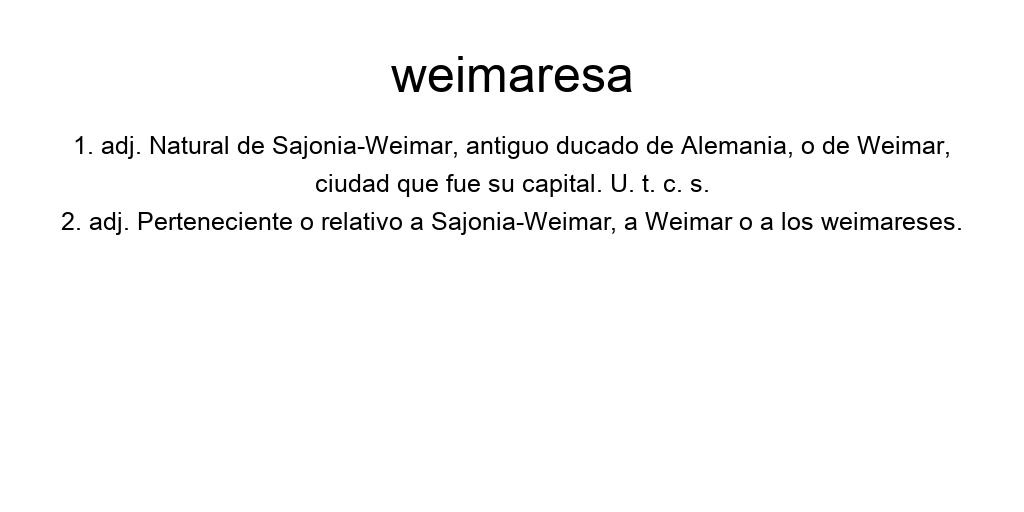 weimaresa
1. adj. Natural de Sajonia-Weimar, antiguo ducado de Alemania, o de Weimar,
ciudad que fue su capital. U. t. c. s.
2. adj. Perteneciente o relativo a Sajonia-Weimar, a Weimar o a los weimareses.